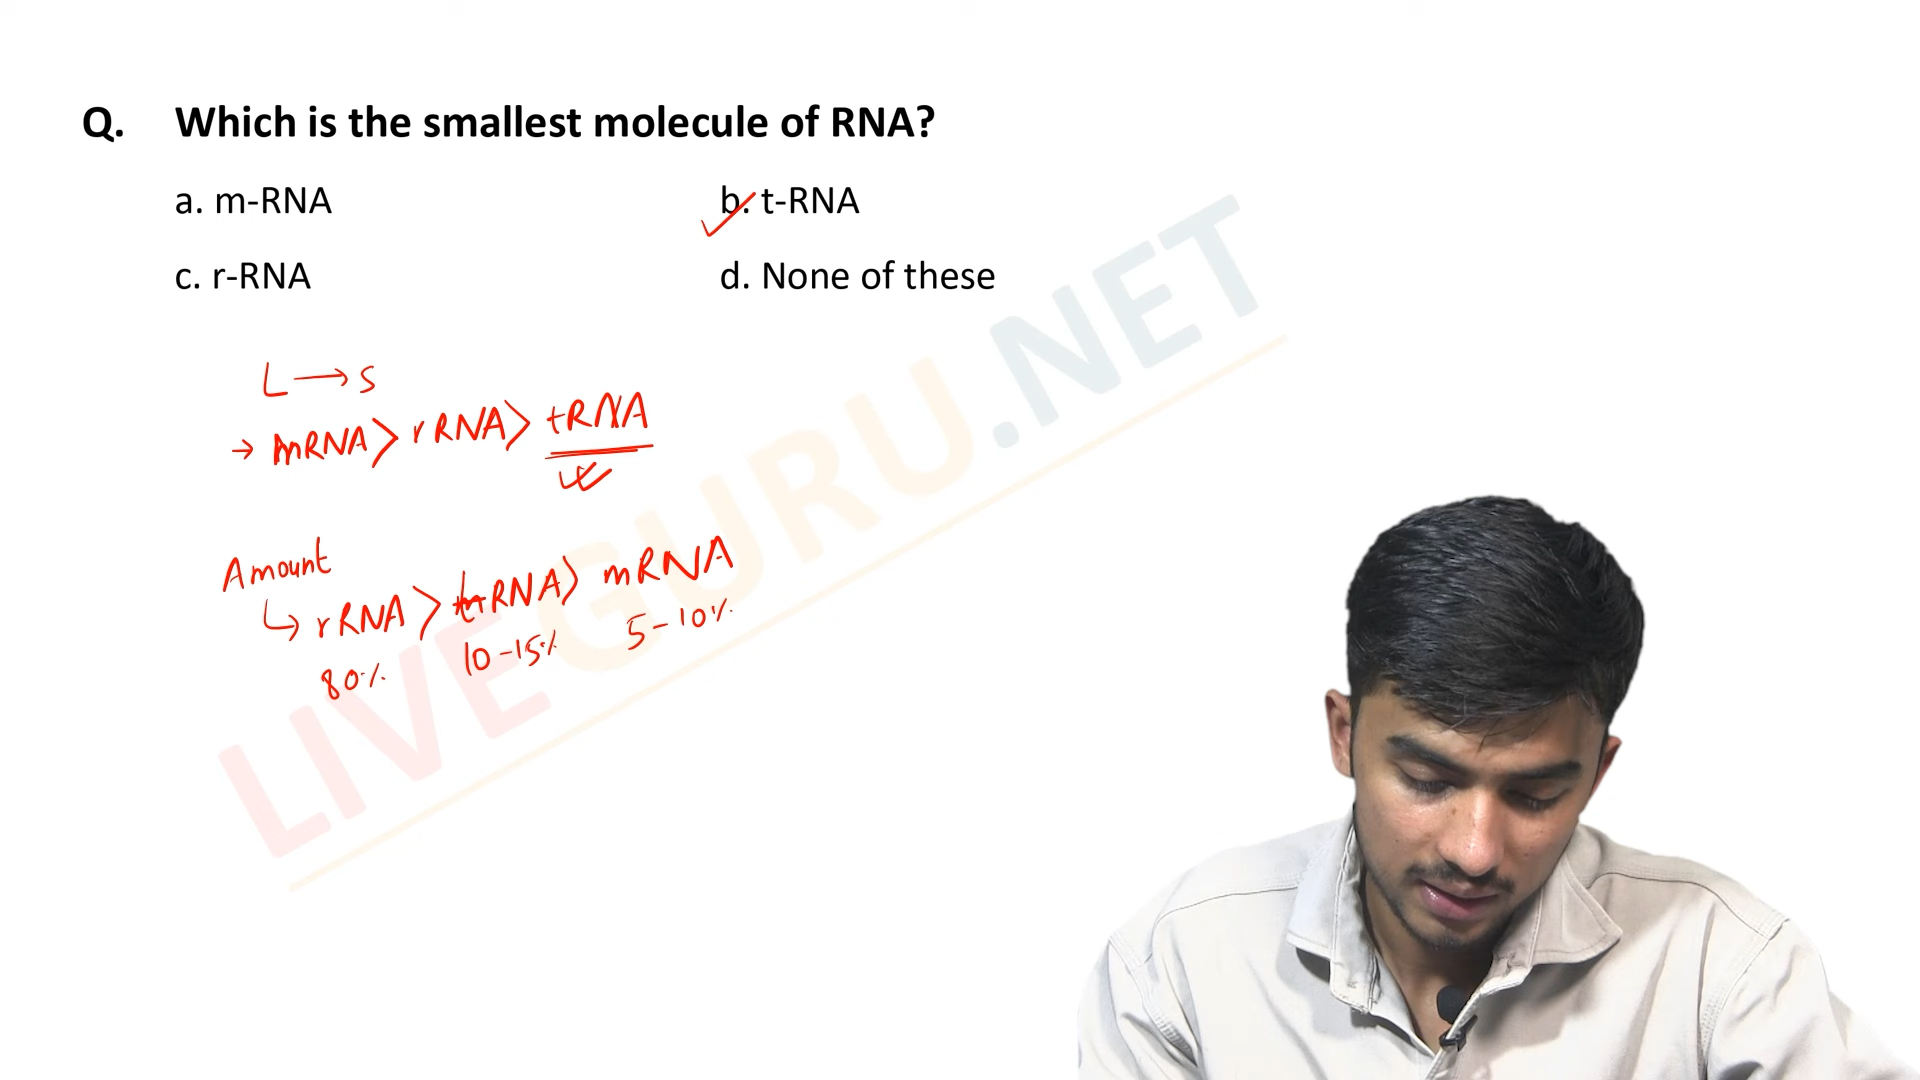 Q. Which is the smallest molecule of RNA?
a. m-RNA b. t-RNA
c. r-RNA d. None of these
L → S
→ mRNA > rRNA > tRNA
Amount
↳ rRNA > tRNA > mRNA
80% 10-15% 5-10%
LIVEGURU.NET